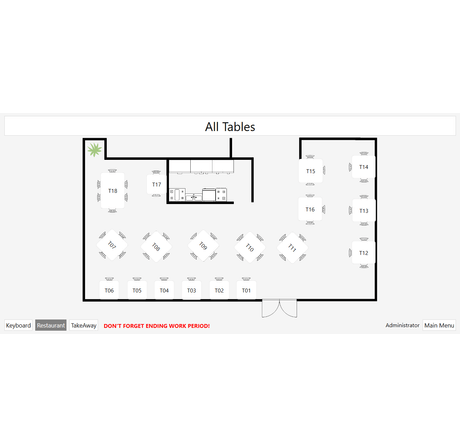 All Tables
T14
T15
T17
T18
T16
T13
T07
T08
T09
T10
T11
T12
T06
T05
T04
T03
T02
T01
Keyboard Restaurant TakeAway DON'T FORGET ENDING WORK PERIOD! Administrator Main Menu